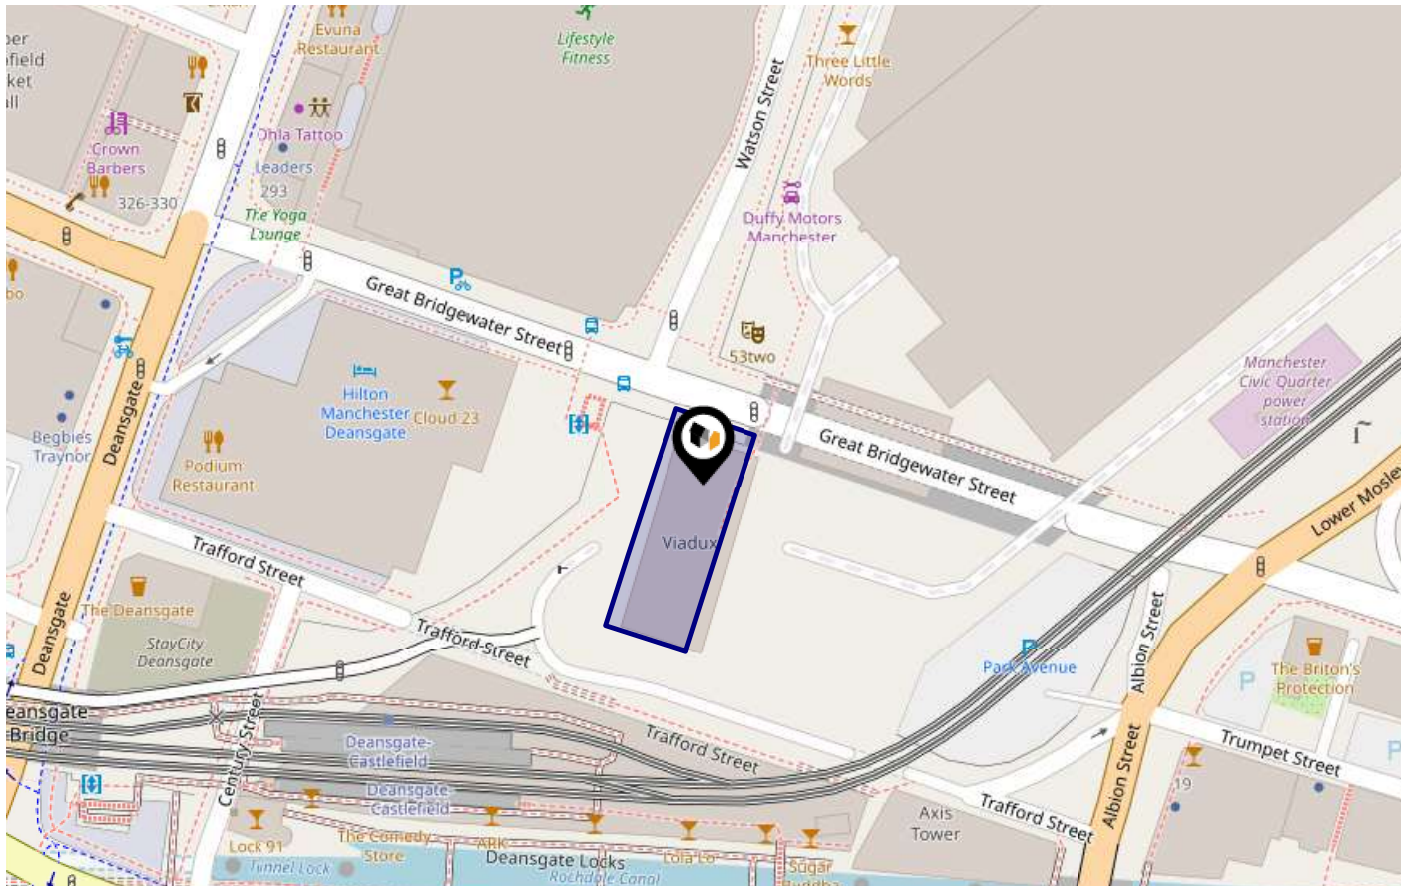 Evuna
Restaurant
Lifestyle
Fitness
Three Little
Words
Watson Street
Crown
Barbers
Ohla Tattoo
Leaders
293
326-330
The Yoga
Lounge
Duffy Motors
Manchester
Great Bridgewater Street
53two
Manchester
Civic Quarter
power
station
Hilton
Manchester
Deansgate
Cloud 23
Deansgate
Begbies
Traynor
Podium
Restaurant
Great Bridgewater Street
Lower Mosley
Viadux
Trafford Street
The Deansgate
StayCity
Deansgate
Deansgate
Trafford Street
Albion Street
Park Avenue
P
The Briton's
Protection
eansgate
Bridge
Century Street
Deansgate-
Castlefield
Deansgate-
Castlefield
Trafford Street
Trumpet Street
P
Albion Street
19
Trafford Street
Axis
Tower
Lock 91
The Comedy
Store
ARK
Lola Lo
Sugar
Buddha
Deansgate Locks
Tunnel Lock
Rochdale Canal